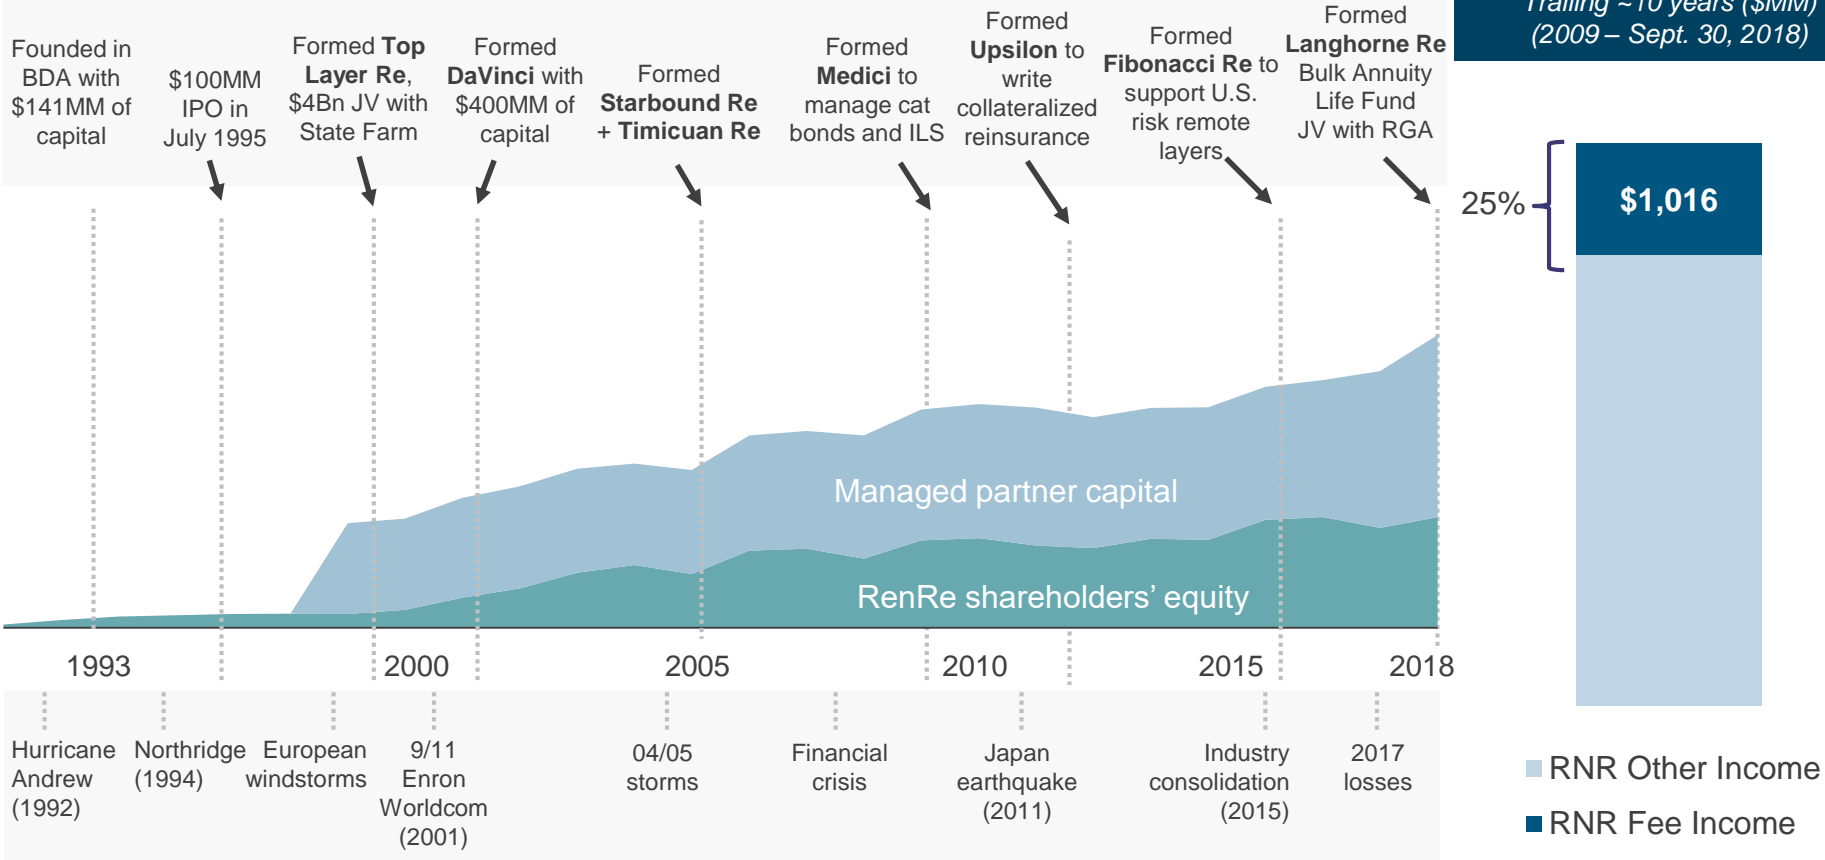 Founded in
BDA with
$141MM of
capital
$100MM
IPO in
July 1995
Formed Top
Layer Re,
$4Bn JV with
State Farm
Formed
DaVinci with
$400MM of
capital
Formed
Starbound Re
+ Timicuan Re
Formed
Medici to
manage cat
bonds and ILS
Formed
Upsilon to
write
collateralized
reinsurance
Formed
Fibonacci Re to
support U.S.
risk remote
layers
Formed
Langhorne Re
Bulk Annuity
Life Fund
JV with RGA
Trailing ~10 years ($MM)
(2009 – Sept. 30, 2018)
25%
$1,016
Managed partner capital
RenRe shareholders’ equity
1993
2000
2005
2010
2015
2018
Hurricane
Andrew
(1992)
Northridge
(1994)
European
windstorms
9/11
Enron
Worldcom
(2001)
04/05
storms
Financial
crisis
Japan
earthquake
(2011)
Industry
consolidation
(2015)
2017
losses
RNR Other Income
RNR Fee Income